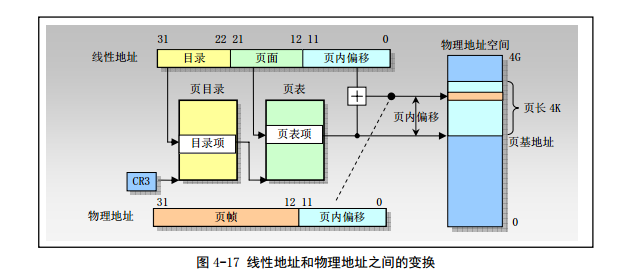 31 22 21 12 11 0
线性地址 目录 页面 页内偏移
物理地址空间
4G
页目录 页表
页长 4K
页内偏移
目录项 页表项
页基地址
CR3
31 12 11 0
物理地址 页帧 页内偏移
0
图 4-17 线性地址和物理地址之间的变换